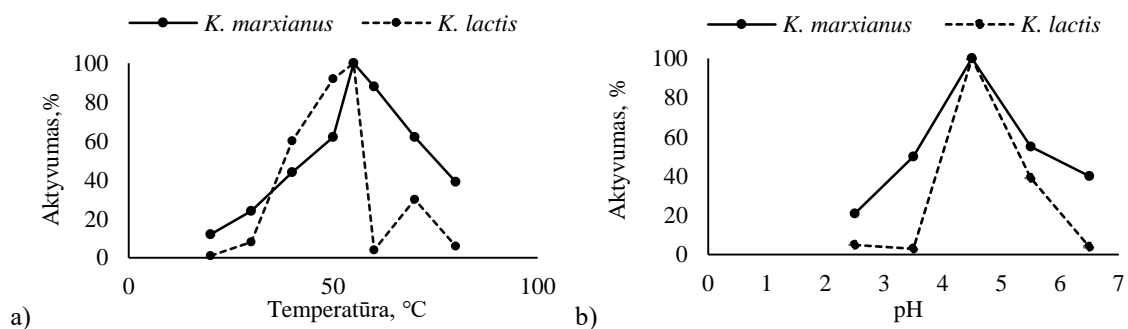 K. marxianus
K. lactis
Aktyvumas,%
100
80
60
40
20
0
0
50
100
Temperatūra, °C
a)
K. marxianus
K. lactis
Aktyvumas, %
100
80
60
40
20
0
0
1
2
3
4
5
6
7
pH
b)